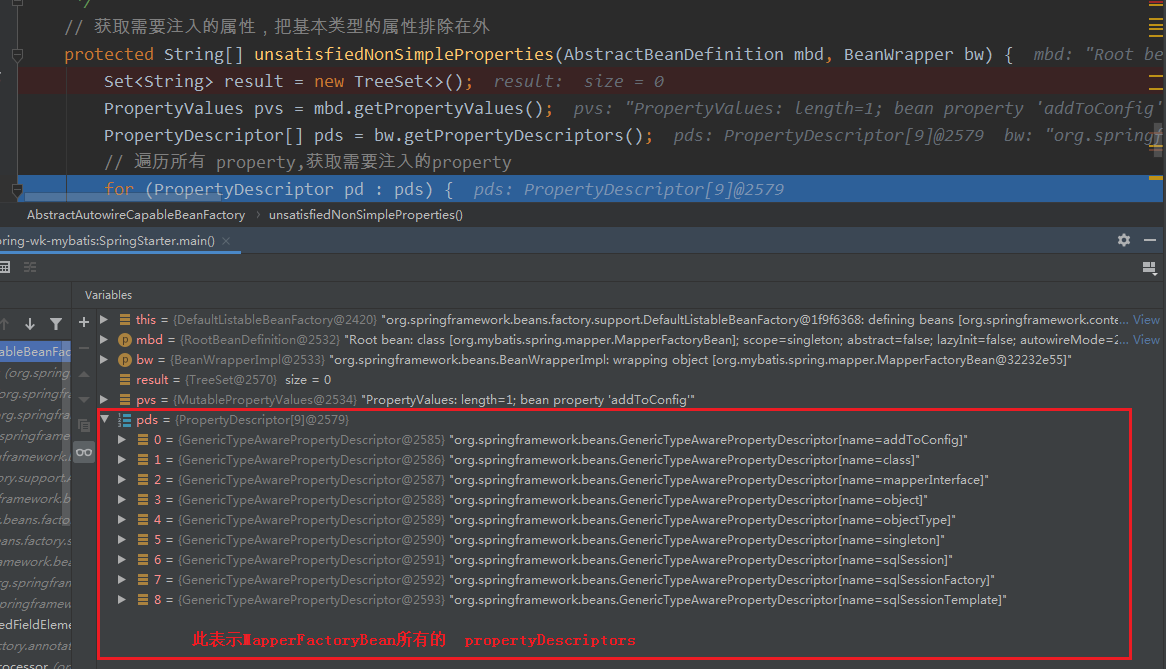 */
// 获取需要注入的属性，把基本类型的属性排除在外
protected String[] unsatisfiedNonSimpleProperties(AbstractBeanDefinition mbd, BeanWrapper bw) { mbd: "Root be
Set<String> result = new TreeSet<>(); result: size = 0
PropertyValues pvs = mbd.getPropertyValues(); pvs: "PropertyValues: length=1; bean property 'addToConfig'
PropertyDescriptor[] pds = bw.getPropertyDescriptors(); pds: PropertyDescriptor[9]@2579 bw: "org.springf
// 遍历所有 property,获取需要注入的property
for (PropertyDescriptor pd : pds) { pds: PropertyDescriptor[9]@2579
AbstractAutowireCapableBeanFactory › unsatisfiedNonSimpleProperties()
ring-wk-mybatis:SpringStarter.main() ×
Variables
this = {DefaultListableBeanFactory@2420} "org.springframework.beans.factory.support.DefaultListableBeanFactory@1f9f6368: defining beans [org.springframework.conte... View
ableBeanFac
mbd = {RootBeanDefinition@2532} "Root bean: class [org.mybatis.spring.mapper.MapperFactoryBean]; scope=singleton; abstract=false; lazyInit=false; autowireMode=2... View
(org.spring
bw = {BeanWrapperImpl@2533} "org.springframework.beans.BeanWrapperImpl: wrapping object [org.mybatis.spring.mapper.MapperFactoryBean@32232e55]"
result = {TreeSet@2570} size = 0
pvs = {MutablePropertyValues@2534} "PropertyValues: length=1; bean property 'addToConfig'"
pds = {PropertyDescriptor[9]@2579}
0 = {GenericTypeAwarePropertyDescriptor@2585} "org.springframework.beans.GenericTypeAwarePropertyDescriptor[name=addToConfig]"
1 = {GenericTypeAwarePropertyDescriptor@2586} "org.springframework.beans.GenericTypeAwarePropertyDescriptor[name=class]"
2 = {GenericTypeAwarePropertyDescriptor@2587} "org.springframework.beans.GenericTypeAwarePropertyDescriptor[name=mapperInterface]"
3 = {GenericTypeAwarePropertyDescriptor@2588} "org.springframework.beans.GenericTypeAwarePropertyDescriptor[name=object]"
4 = {GenericTypeAwarePropertyDescriptor@2589} "org.springframework.beans.GenericTypeAwarePropertyDescriptor[name=objectType]"
5 = {GenericTypeAwarePropertyDescriptor@2590} "org.springframework.beans.GenericTypeAwarePropertyDescriptor[name=singleton]"
6 = {GenericTypeAwarePropertyDescriptor@2591} "org.springframework.beans.GenericTypeAwarePropertyDescriptor[name=sqlSession]"
7 = {GenericTypeAwarePropertyDescriptor@2592} "org.springframework.beans.GenericTypeAwarePropertyDescriptor[name=sqlSessionFactory]"
8 = {GenericTypeAwarePropertyDescriptor@2593} "org.springframework.beans.GenericTypeAwarePropertyDescriptor[name=sqlSessionTemplate]"
edFieldEleme
此表示MapperFactoryBean所有的 propertyDescriptors